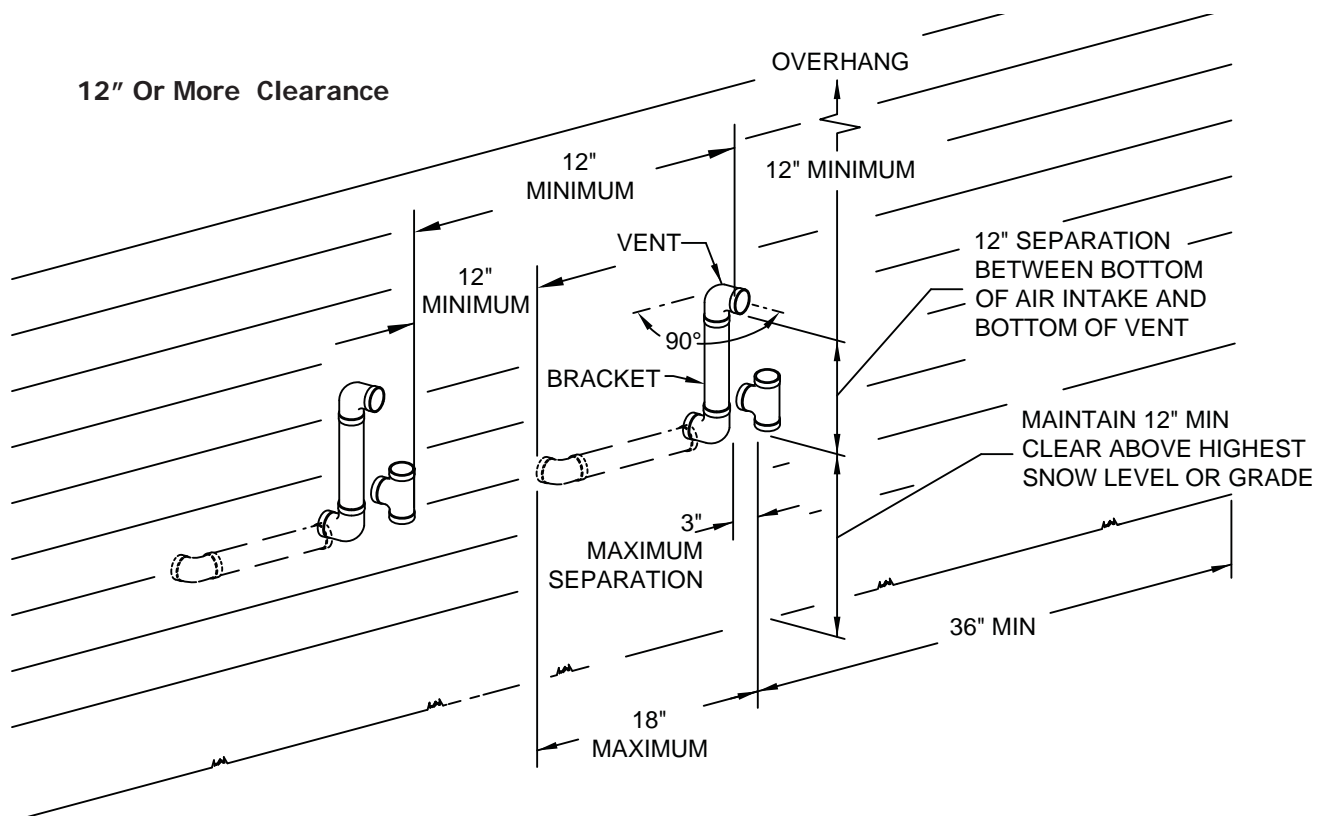 12" Or More Clearance
OVERHANG
12"
MINIMUM
12" MINIMUM
VENT
12"
MINIMUM
12" SEPARATION
BETWEEN BOTTOM
OF AIR INTAKE AND
BOTTOM OF VENT
90°
BRACKET
MAINTAIN 12" MIN
CLEAR ABOVE HIGHEST
SNOW LEVEL OR GRADE
3"
MAXIMUM
SEPARATION
36" MIN
18"
MAXIMUM